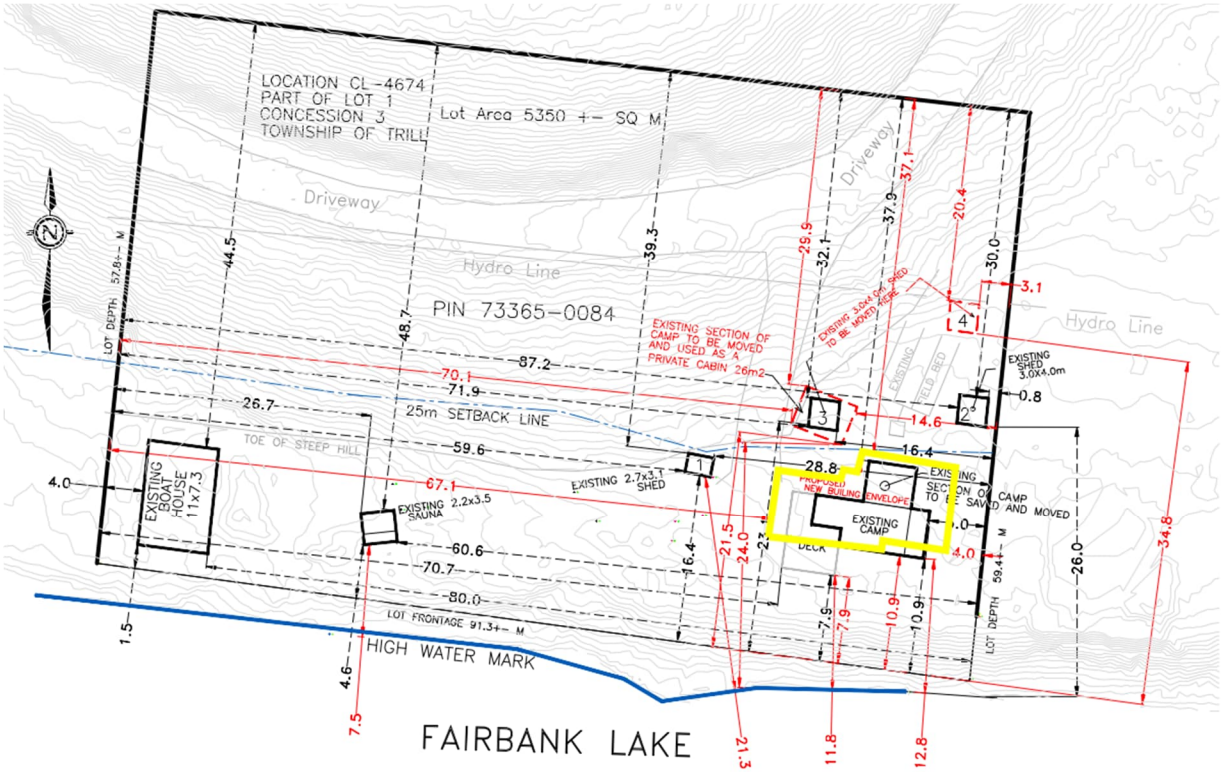 LOCATION CL-4674
PART OF LOT 1
CONCESSION 3
TOWNSHIP OF TRILL
Lot Area 5350 +- SQ M
Driveway
Driveway
37.1
29.9
32.1
37.9
20.4
30.0
39.3
44.5
48.7
N
LOT DEPTH 57.8+- M
Hydro Line
PIN 73365-0084
3.1
Hydro Line
EXISTING 3.0x4.0m SHED
TO BE MOVED HERE
4
EXISTING SECTION OF
CAMP TO BE MOVED
AND USED AS A
PRIVATE CABIN 26m2
EXISTING
FIELD BED
EXISTING
SHED
3.0X4.0m
87.2
70.1
71.9
26.7
25m SETBACK LINE
0.8
3
2
14.6
16.4
TOE OF STEEP HILL
59.6
67.1
4.0
EXISTING
BOAT
HOUSE
11x7.3
1
EXISTING 2.7x3.1
SHED
28.8
PROPOSED
NEW BUILING ENVELOPE
EXISTING
SECTION OF CAMP
TO BE SAVED AND MOVED
EXISTING 2.2x3.5
SAUNA
EXISTING
CAMP
DECK
4.0
21.5
24.0
16.4
60.6
70.7
80.0
26.0
34.8
7.9
7.9
10.9
10.9
LOT DEPTH 59.4+- M
LOT FRONTAGE 91.3+- M
1.5
HIGH WATER MARK
4.6
7.5
FAIRBANK LAKE
21.3
11.8
12.8